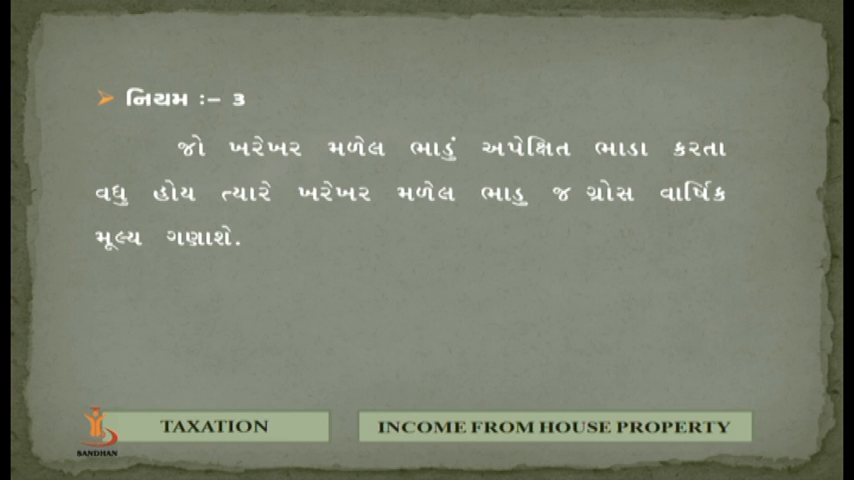 નિયમ :- ૩
જો ખરેખર મળેલ ભાડું અપેક્ષિત ભાડા કરતા
વધુ હોય ત્યારે ખરેખર મળેલ ભાડુ જ ગ્રોસ વાર્ષિક
મૂલ્ય ગણાશે.
TAXATION
INCOME FROM HOUSE PROPERTY
SANDHAN